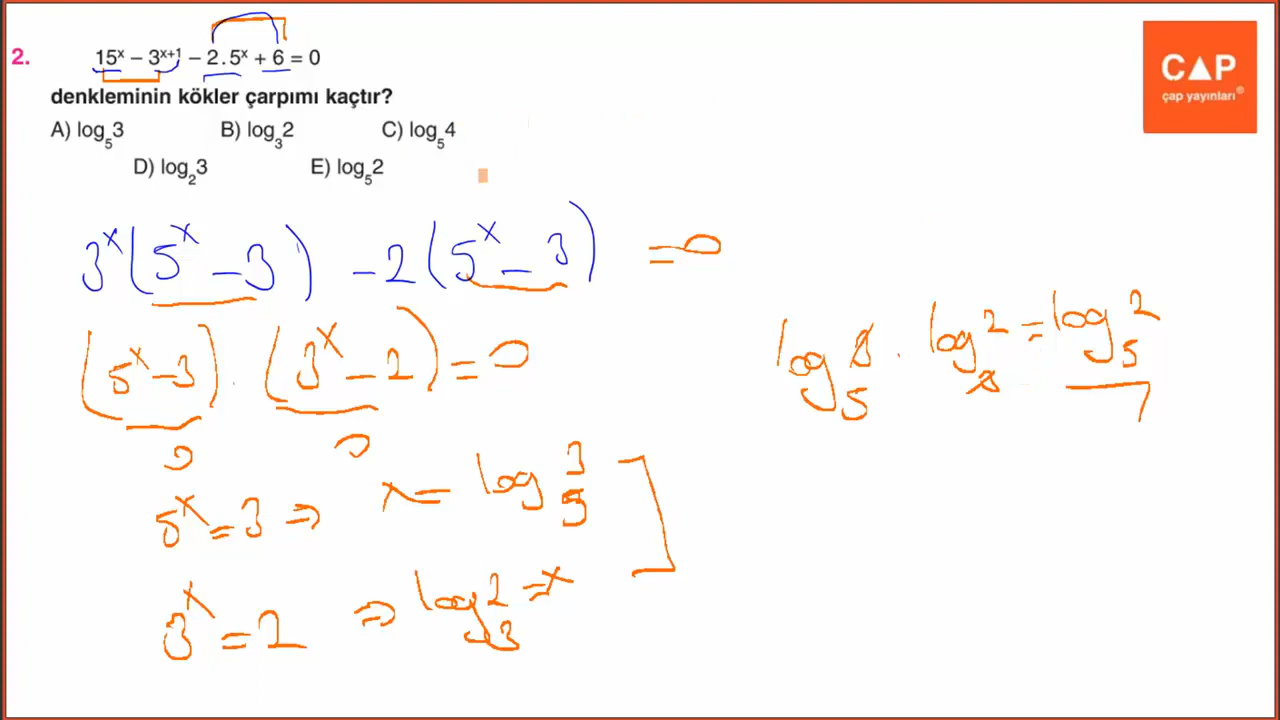 2. 15ˣ − 3ˣ⁺¹ − 2 . 5ˣ + 6 = 0
denkleminin kökler çarpımı kaçtır?
A) log₅3 B) log₃2 C) log₅4
D) log₂3 E) log₅2
CAP
çap yayınları®
3ˣ(5ˣ − 3) − 2(5ˣ − 3) = 0
(5ˣ − 3) . (3ˣ − 2) = 0
0 0
log₅3 . log₃2 = log₅2
5ˣ = 3 ⇒ x = log₅3
3ˣ = 2 ⇒ log₃2 = x